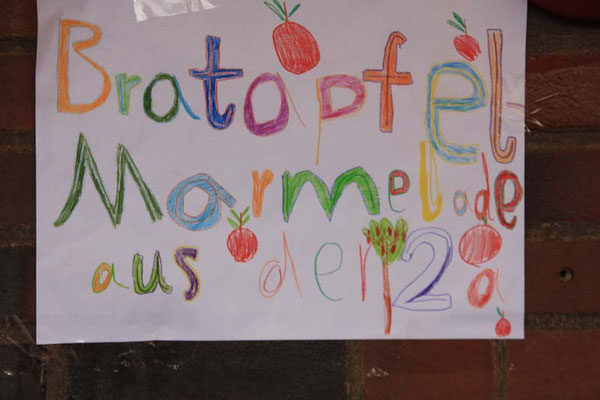 Bratapfel
Marmelade
aus der 2a